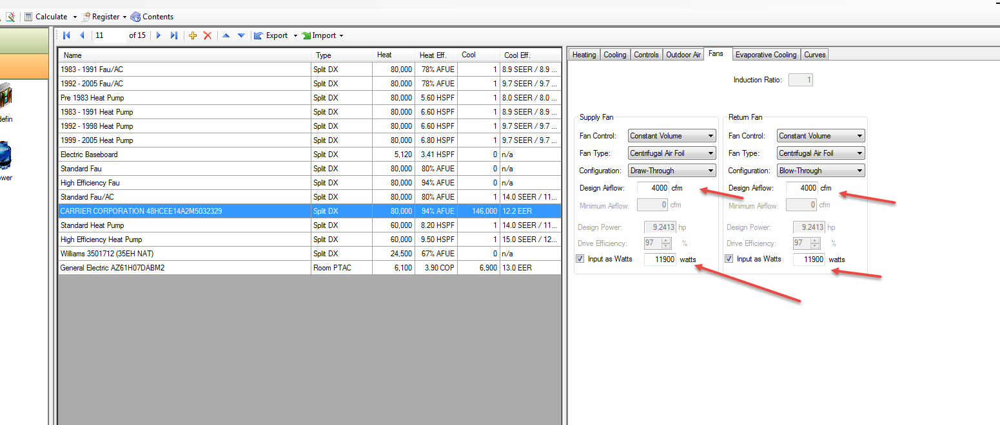 Calculate Register Contents
11 of 15 Export Import
Name Type Heat Heat Eff. Cool Cool Eff.
1983 - 1991 Fau/AC Split DX 80,000 78% AFUE 1 8.9 SEER / 8.9 ...
1992 - 2005 Fau/AC Split DX 80,000 78% AFUE 1 9.7 SEER / 9.7 ...
Pre 1983 Heat Pump Split DX 80,000 5.60 HSPF 1 8.0 SEER / 8.0 ...
1983 - 1991 Heat Pump Split DX 80,000 6.60 HSPF 1 8.9 SEER / 8.9 ...
1992 - 1998 Heat Pump Split DX 80,000 6.60 HSPF 1 9.7 SEER / 9.7 ...
1999 - 2005 Heat Pump Split DX 80,000 6.80 HSPF 1 9.7 SEER / 9.7 ...
Electric Baseboard Split DX 5,120 3.41 HSPF 0 n/a
Standard Fau Split DX 80,000 80% AFUE 0 n/a
High Efficiency Fau Split DX 80,000 94% AFUE 0 n/a
Standard Fau/AC Split DX 80,000 80% AFUE 1 14.0 SEER / 11...
CARRIER CORPORATION 48HCEE14A2M5032329 Split DX 80,000 94% AFUE 146,000 12.2 EER
Standard Heat Pump Split DX 60,000 8.20 HSPF 1 14.0 SEER / 11...
High Efficiency Heat Pump Split DX 60,000 9.50 HSPF 1 15.0 SEER / 12...
Williams 3501712 (35EH NAT) Split DX 24,500 67% AFUE 0 n/a
General Electric AZ61H07DABM2 Room PTAC 6,100 3.90 COP 6,900 13.0 EER
defin
ower
Heating Cooling Controls Outdoor Air Fans Evaporative Cooling Curves
Induction Ratio: 1
Supply Fan
Fan Control: Constant Volume
Fan Type: Centrifugal Air Foil
Configuration: Draw-Through
Design Airflow: 4000 cfm
Minimum Airflow: 0 cfm
Design Power: 9.2413 hp
Drive Efficiency: 97 %
Input as Watts 11900 watts
Return Fan
Fan Control: Constant Volume
Fan Type: Centrifugal Air Foil
Configuration: Blow-Through
Design Airflow: 4000 cfm
Minimum Airflow: 0 cfm
Design Power: 9.2413 hp
Drive Efficiency: 97 %
Input as Watts 11900 watts